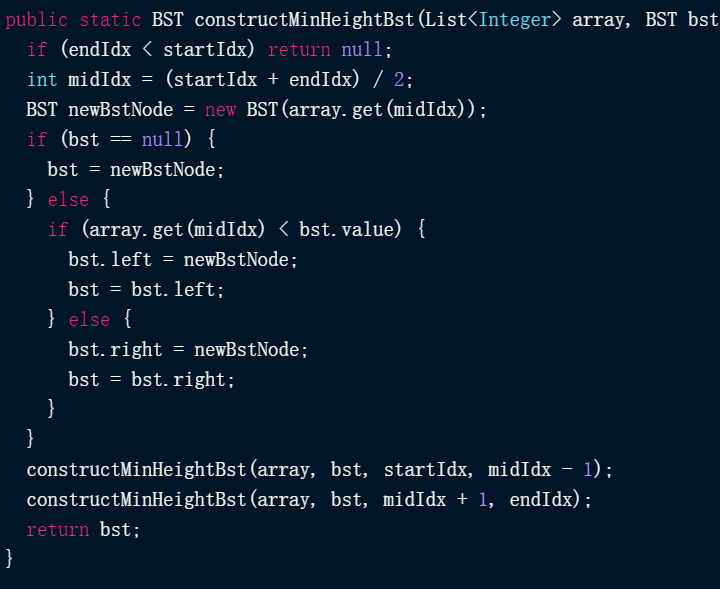 public static BST constructMinHeightBst(List<Integer> array, BST bst
if (endIdx < startIdx) return null;
int midIdx = (startIdx + endIdx) / 2;
BST newBstNode = new BST(array.get(midIdx));
if (bst == null) {
bst = newBstNode;
} else {
if (array.get(midIdx) < bst.value) {
bst.left = newBstNode;
bst = bst.left;
} else {
bst.right = newBstNode;
bst = bst.right;
}
}
constructMinHeightBst(array, bst, startIdx, midIdx - 1);
constructMinHeightBst(array, bst, midIdx + 1, endIdx);
return bst;
}